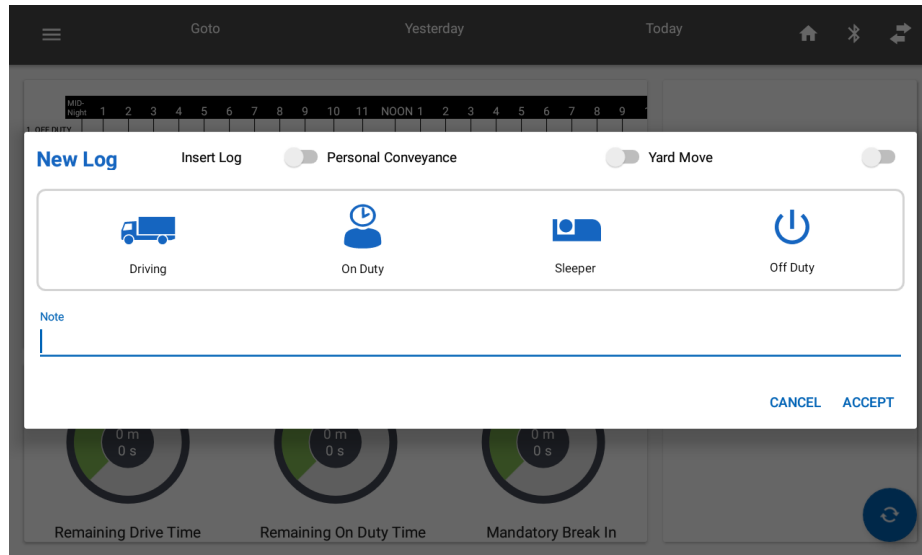 Goto Yesterday Today
MID-
Night 1 2 3 4 5 6 7 8 9 10 11 NOON 1 2 3 4 5 6 7 8 9
1. OFF DUTY
New Log Insert Log Personal Conveyance Yard Move
Driving On Duty Sleeper Off Duty
Note
CANCEL ACCEPT
0 m 0 m 0 m
0 s 0 s 0 s
Remaining Drive Time Remaining On Duty Time Mandatory Break In